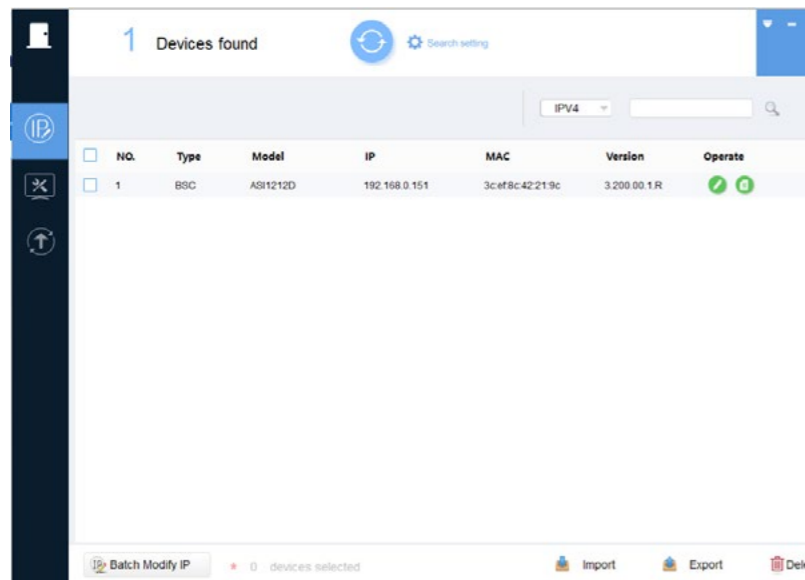 1 Devices found Search setting
IPV4
NO. Type Model IP MAC Version Operate
1 BSC ASI1212D 192.168.0.151 3c:ef:8c:42:21:9c 3.200.00.1.R
Batch Modify IP * 0 devices selected Import Export Dele